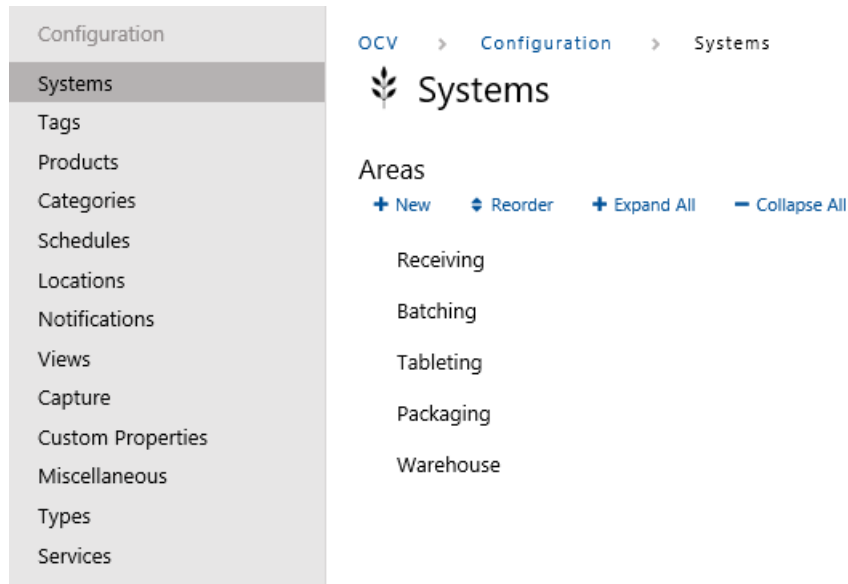 Configuration
Systems
Tags
Products
Categories
Schedules
Locations
Notifications
Views
Capture
Custom Properties
Miscellaneous
Types
Services
OCV > Configuration > Systems
Systems
Areas
+ New Reorder + Expand All − Collapse All
Receiving
Batching
Tableting
Packaging
Warehouse